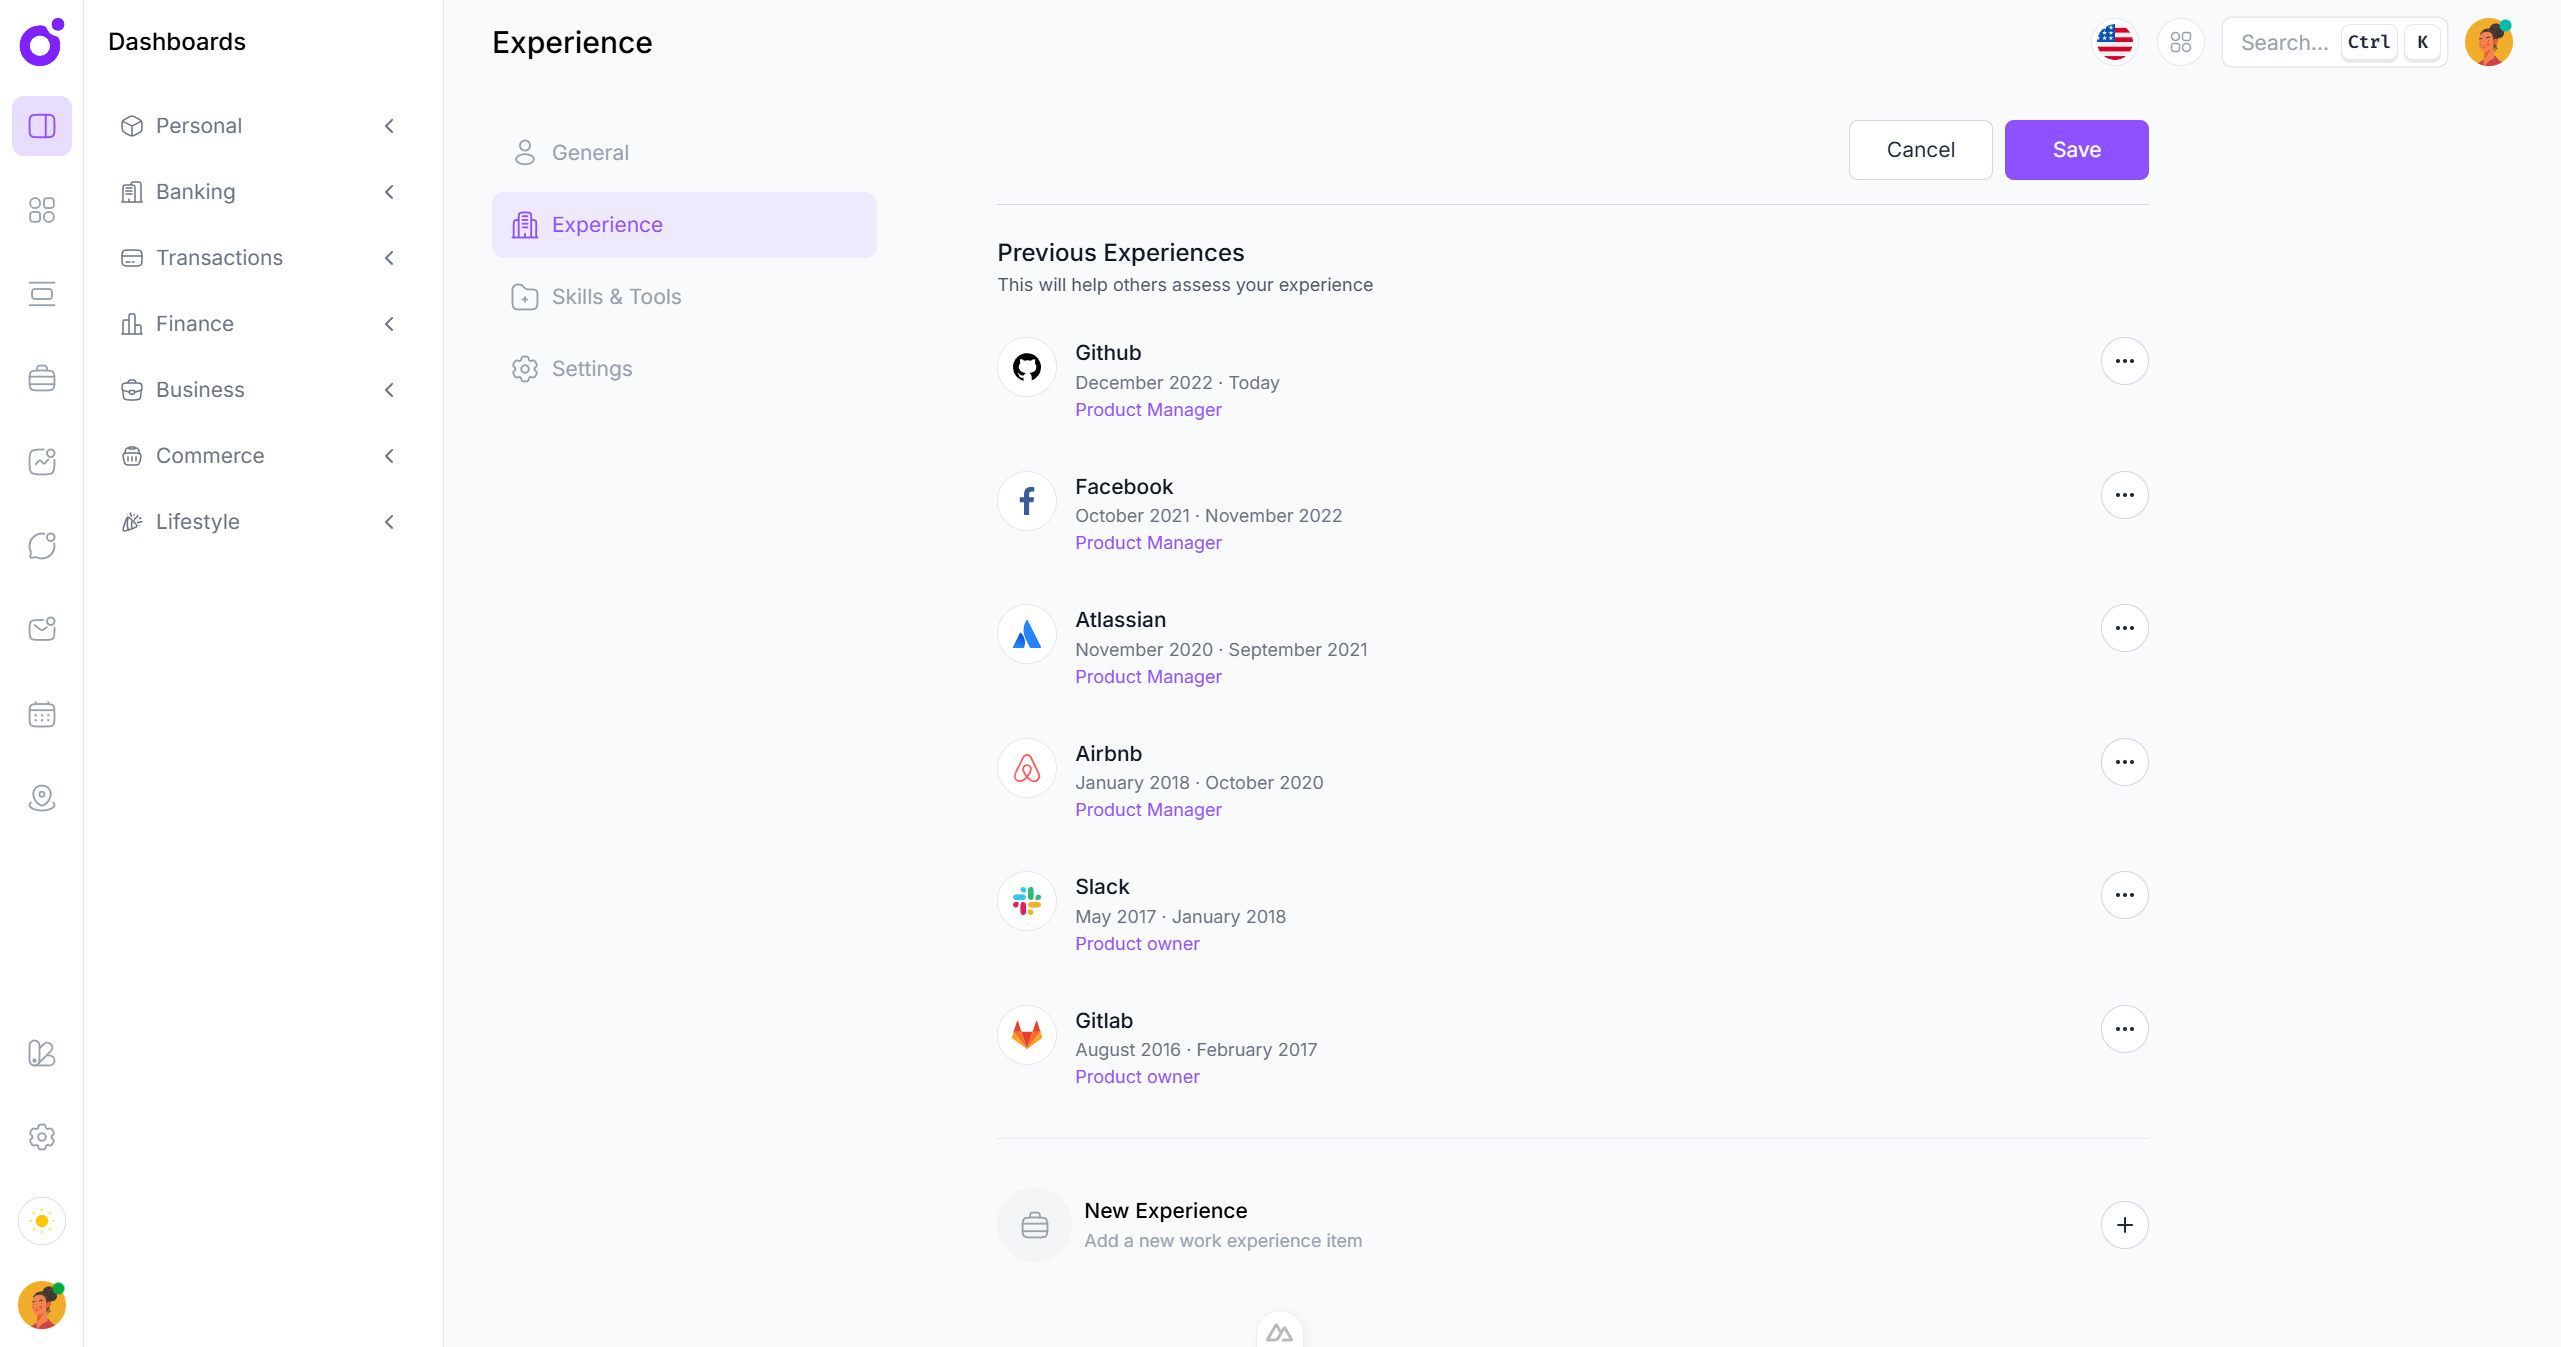 Dashboards
Personal
Banking
Transactions
Finance
Business
Commerce
Lifestyle
Experience
Search...
Ctrl
K
General
Experience
Skills & Tools
Settings
Cancel
Save
Previous Experiences
This will help others assess your experience
Github
December 2022 · Today
Product Manager
Facebook
October 2021 · November 2022
Product Manager
Atlassian
November 2020 · September 2021
Product Manager
Airbnb
January 2018 · October 2020
Product Manager
Slack
May 2017 · January 2018
Product owner
Gitlab
August 2016 · February 2017
Product owner
New Experience
Add a new work experience item